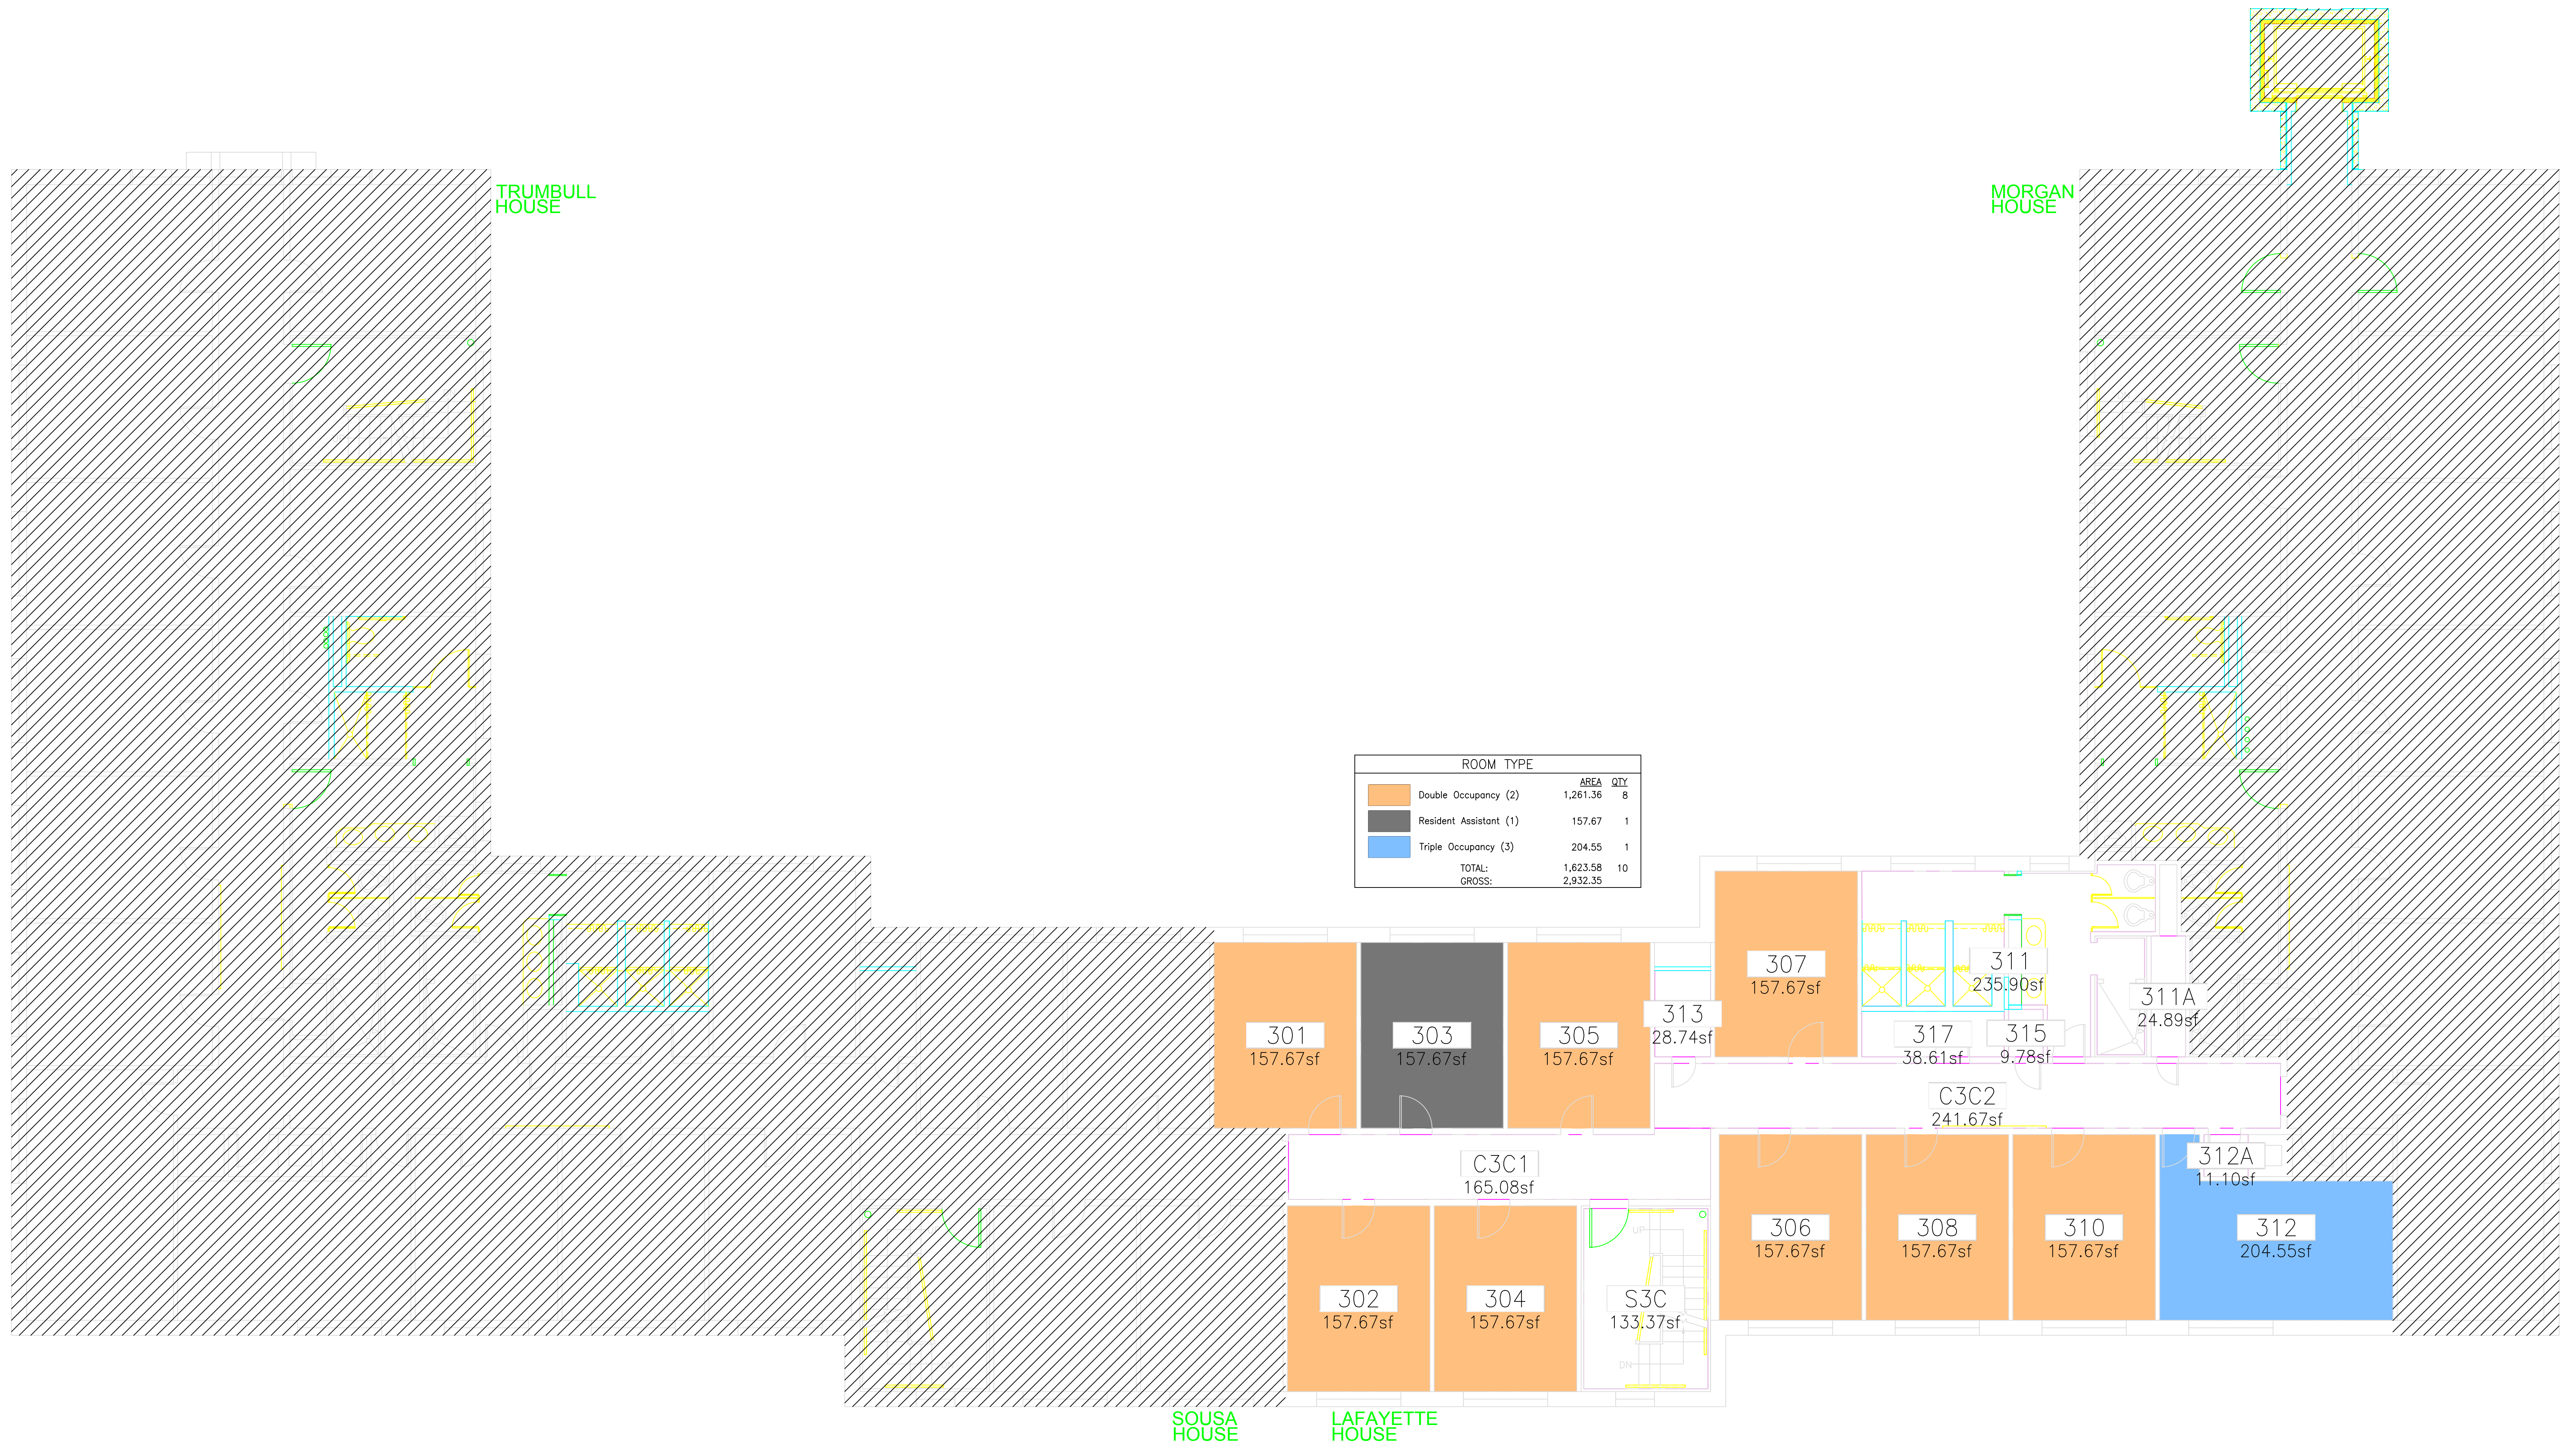 TRUMBULL
HOUSE
MORGAN
HOUSE
ROOM TYPE
AREA QTY
Double Occupancy (2) 1,261.36 8
Resident Assistant (1) 157.67 1
Triple Occupancy (3) 204.55 1
TOTAL: 1,623.58 10
GROSS: 2,932.35
307
157.67sf
311
235.90sf
311A
24.89sf
313
28.74sf
317
38.61sf
315
9.78sf
301
157.67sf
303
157.67sf
305
157.67sf
C3C2
241.67sf
C3C1
165.08sf
312A
11.10sf
306
157.67sf
308
157.67sf
310
157.67sf
312
204.55sf
UP
302
157.67sf
304
157.67sf
S3C
133.37sf
DN
SOUSA
HOUSE
LAFAYETTE
HOUSE